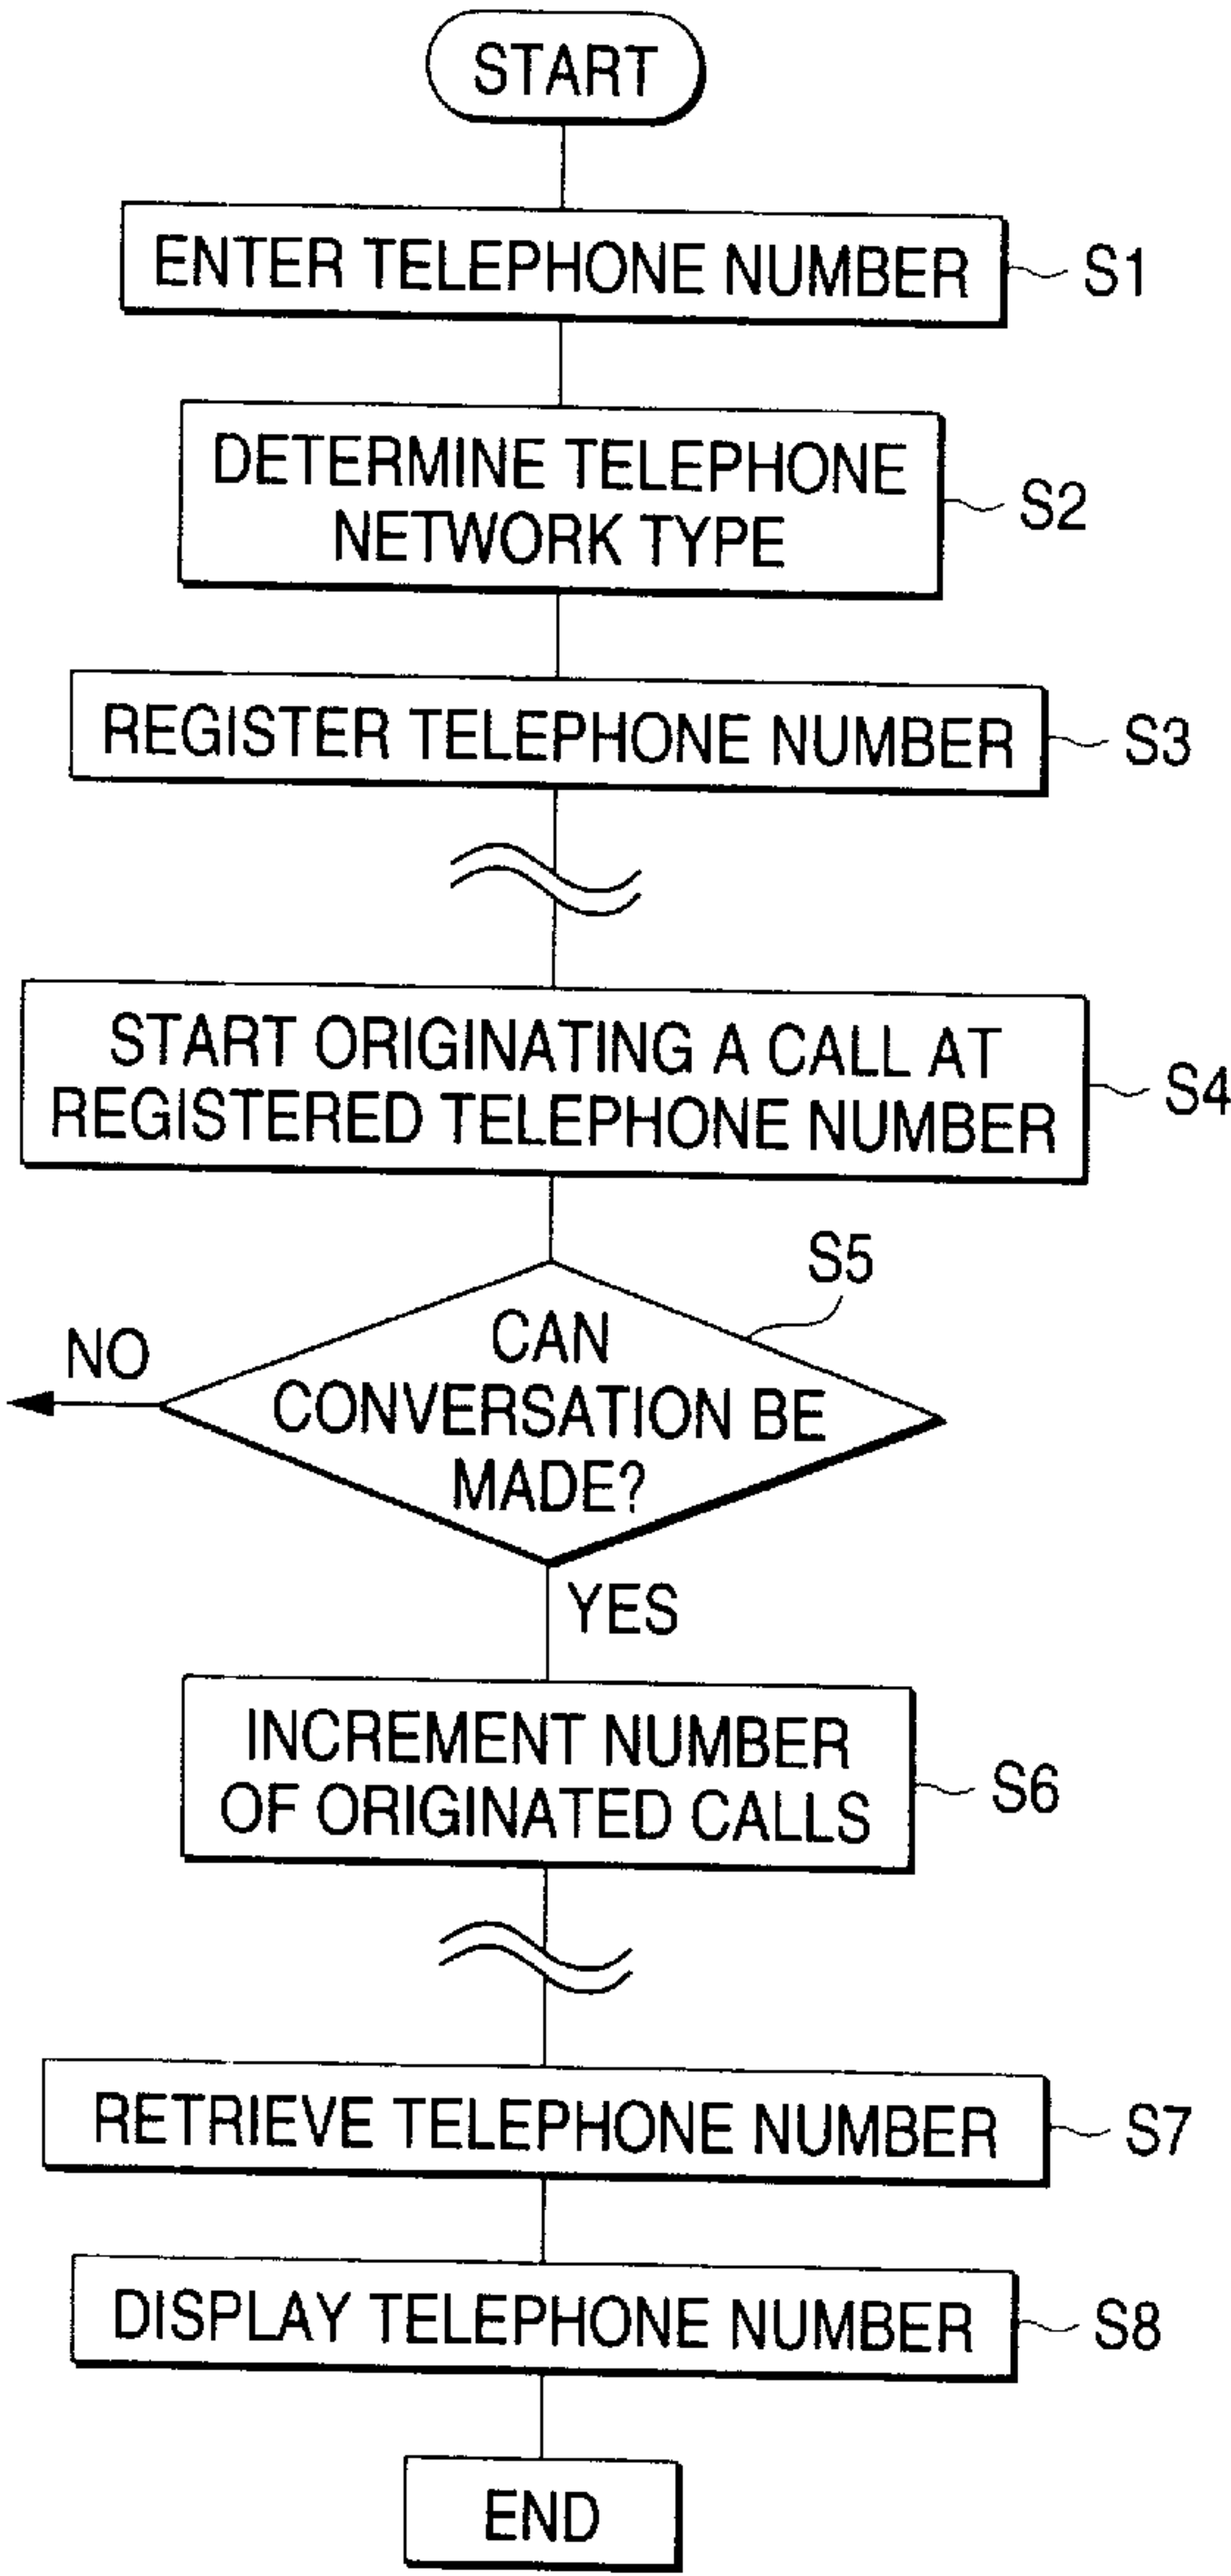 START
ENTER TELEPHONE NUMBER
S1
DETERMINE TELEPHONE
NETWORK TYPE
S2
REGISTER TELEPHONE NUMBER
S3
START ORIGINATING A CALL AT
REGISTERED TELEPHONE NUMBER
S4
S5
CAN
CONVERSATION BE
MADE?
NO
YES
INCREMENT NUMBER
OF ORIGINATED CALLS
S6
RETRIEVE TELEPHONE NUMBER
S7
DISPLAY TELEPHONE NUMBER
S8
END